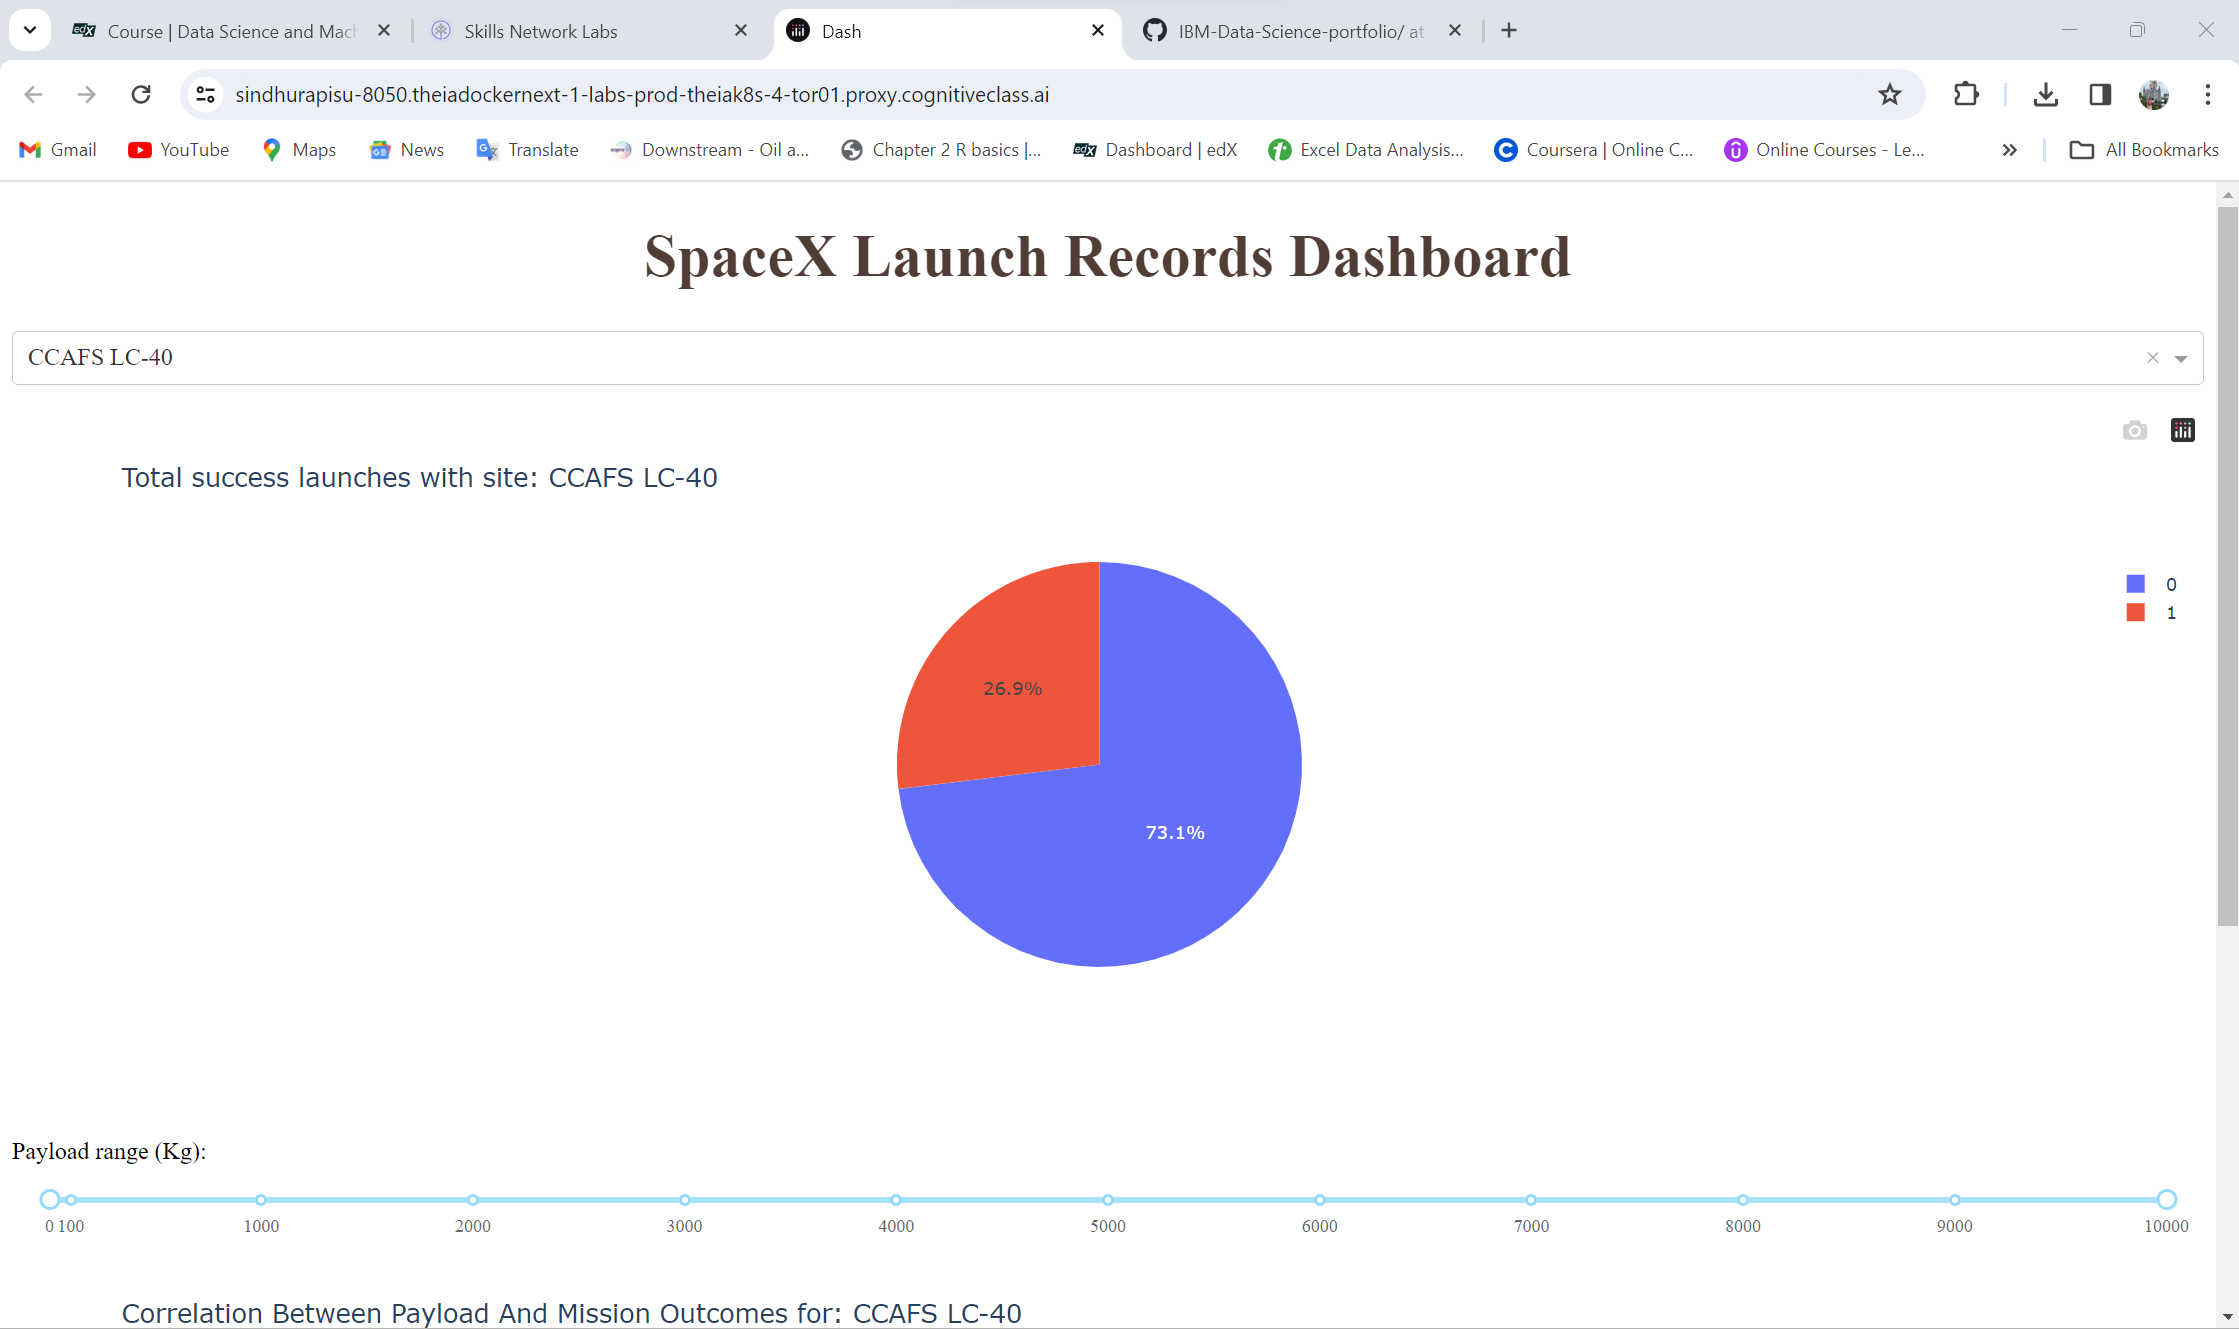 edX Course | Data Science and Mach
Skills Network Labs
Dash
IBM-Data-Science-portfolio/ at
sindhurapisu-8050.theiadockernext-1-labs-prod-theiak8s-4-tor01.proxy.cognitiveclass.ai
Gmail YouTube Maps News Translate Downstream - Oil a... Chapter 2 R basics |... edX Dashboard | edX Excel Data Analysis... Coursera | Online C... Online Courses - Le... » All Bookmarks
SpaceX Launch Records Dashboard
CCAFS LC-40
Total success launches with site: CCAFS LC-40
0
1
26.9%
73.1%
Payload range (Kg):
0 100 1000 2000 3000 4000 5000 6000 7000 8000 9000 10000
Correlation Between Payload And Mission Outcomes for: CCAFS LC-40